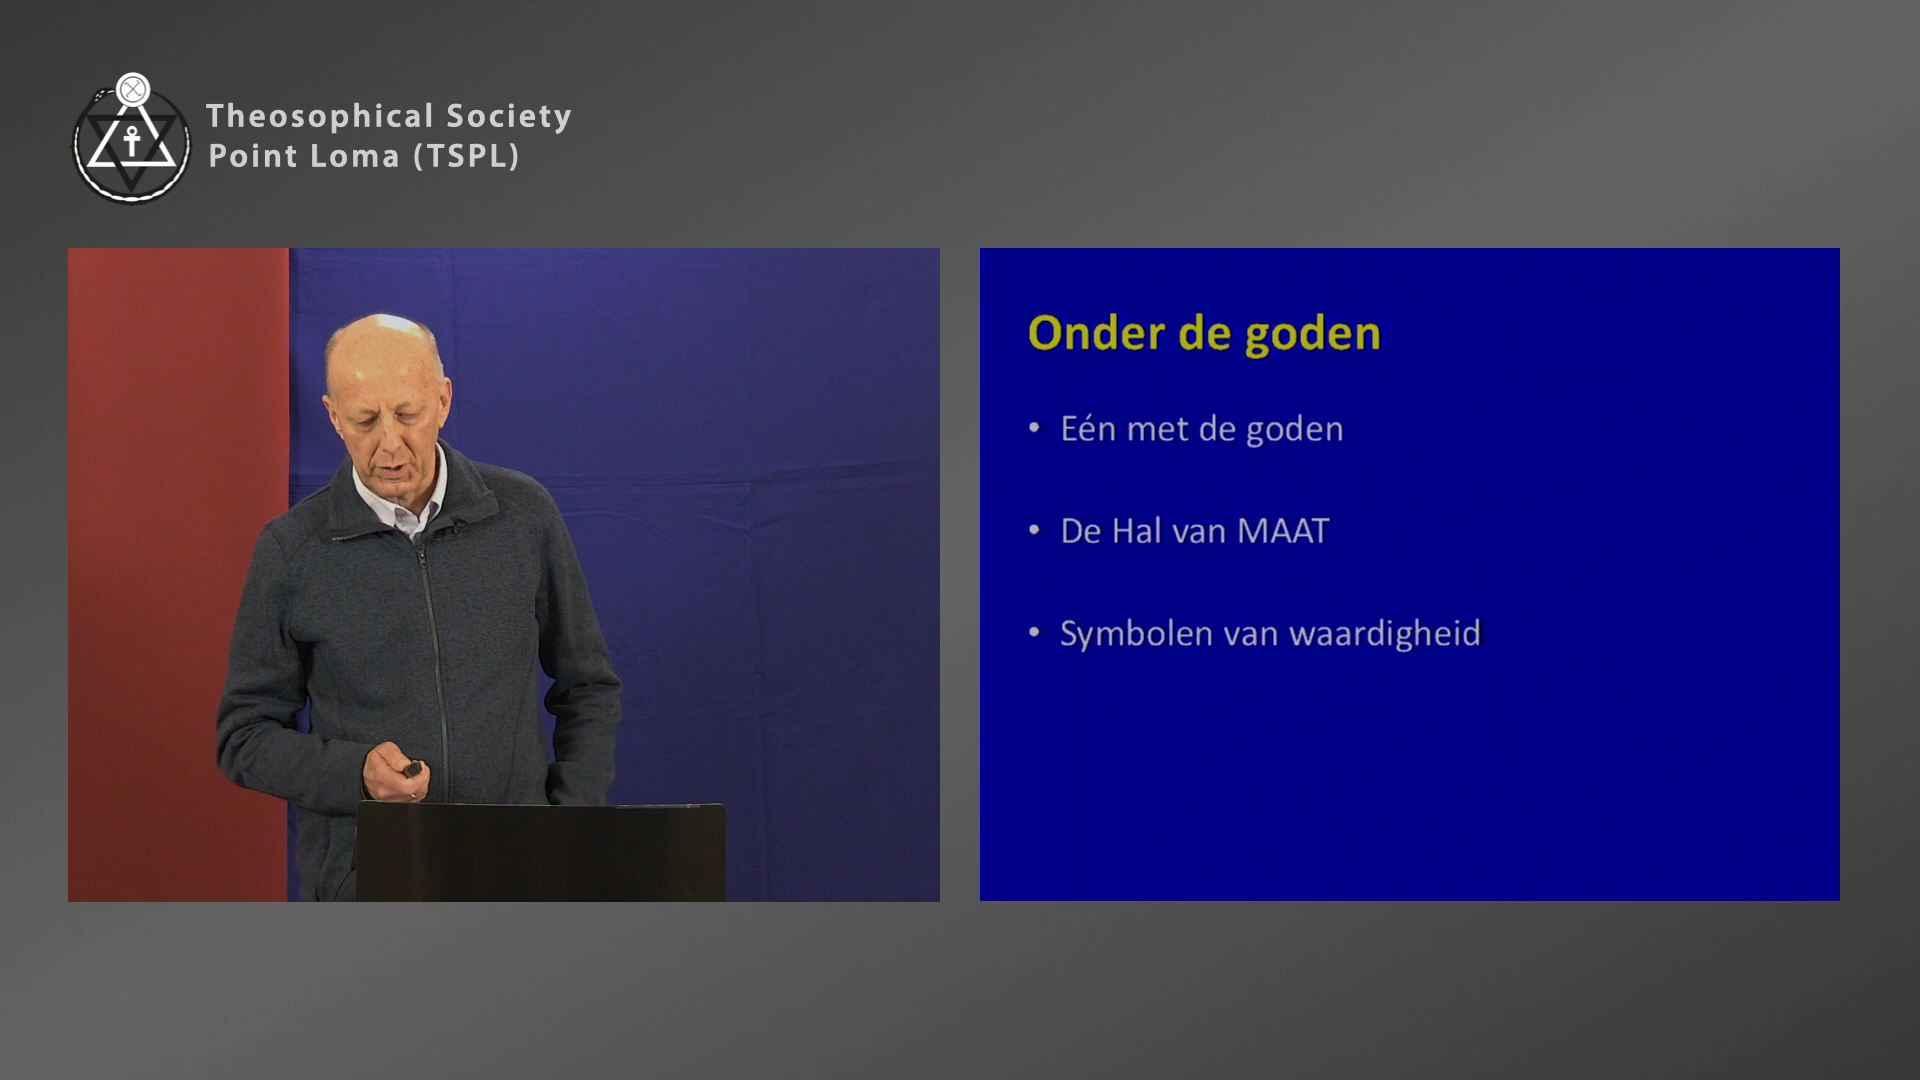 Theosophical Society
Point Loma (TSPL)
Onder de goden
• Eén met de goden
• De Hal van MAAT
• Symbolen van waardigheid